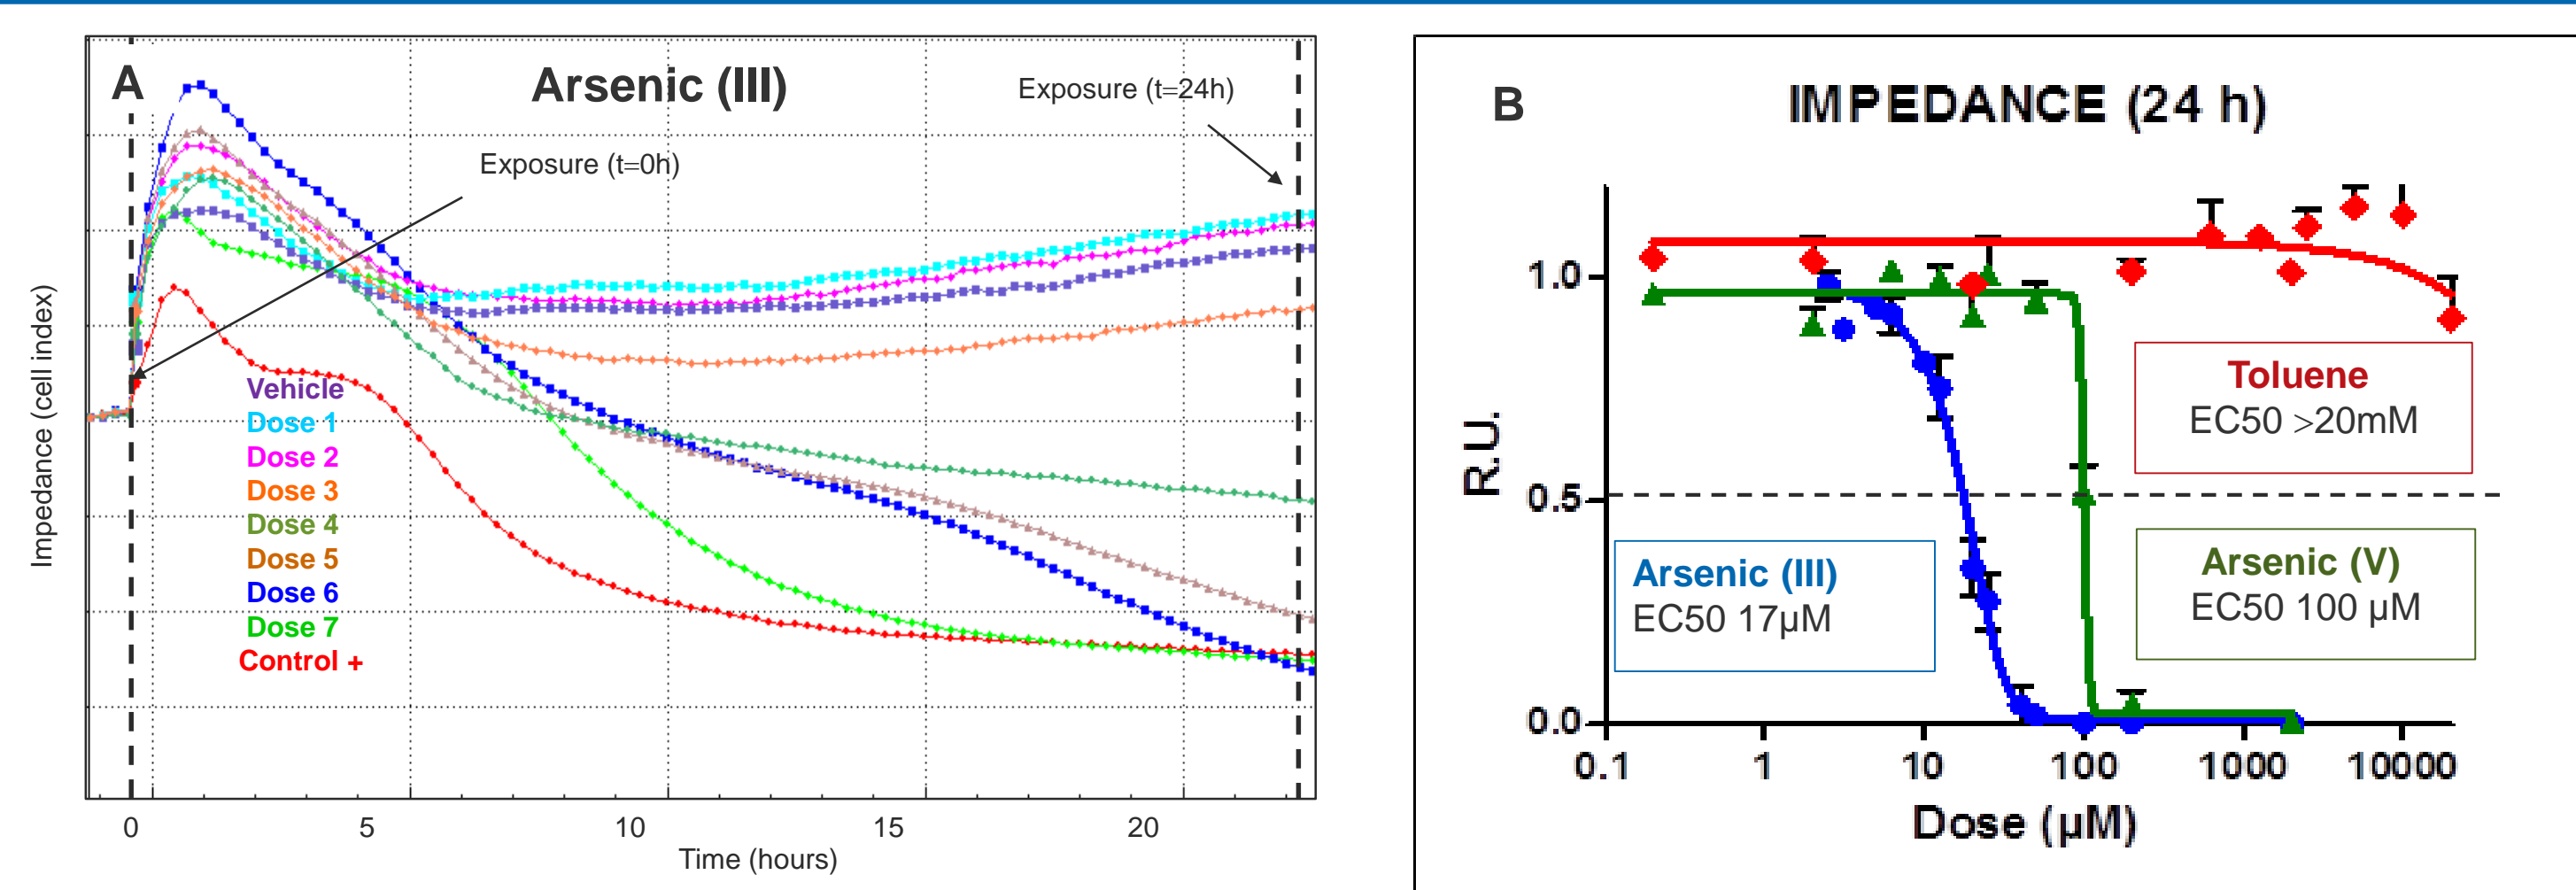 A
Arsenic (III)
Exposure (t=24h)
Exposure (t=0h)
Impedance (cell index)
Vehicle
Dose 1
Dose 2
Dose 3
Dose 4
Dose 5
Dose 6
Dose 7
Control +
0 5 10 15 20
Time (hours)
B
IMPEDANCE (24 h)
R.U.
1.0
0.5
0.0
Toluene
EC50 >20mM
Arsenic (III)
EC50 17µM
Arsenic (V)
EC50 100 µM
0.1 1 10 100 1000 10000
Dose (µM)